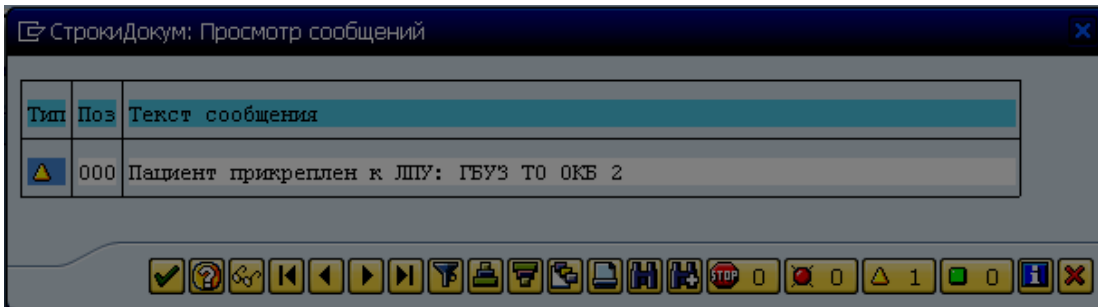 СтрокиДокум: Просмотр сообщений
Тип Поз Текст сообщения
000 Пациент прикреплен к ЛПУ: ГБУЗ ТО ОКБ 2
STOP 0 0 1 0